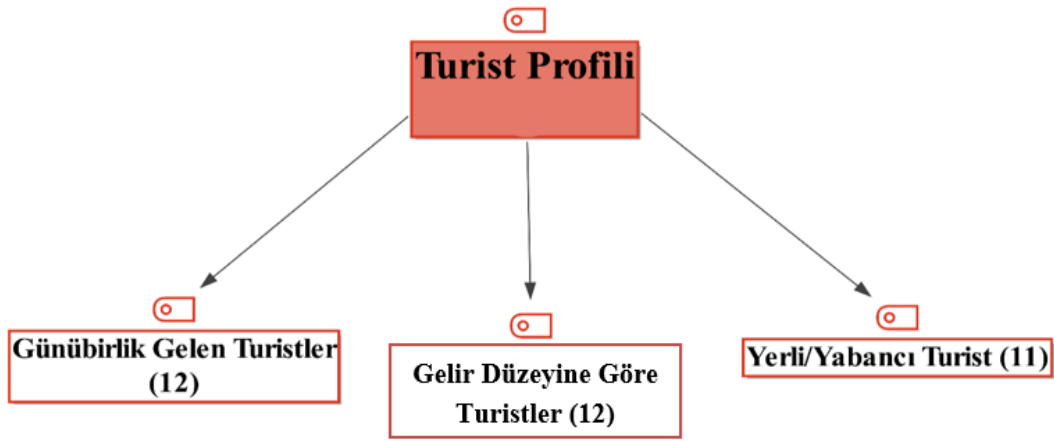 Turist Profili
Günübirlik Gelen Turistler
(12)
Gelir Düzeyine Göre
Turistler (12)
Yerli/Yabancı Turist (11)